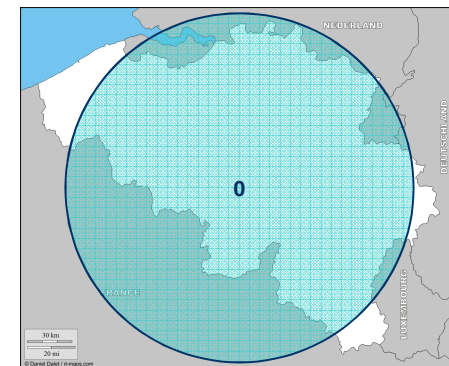 NEDERLAND
DEUTSCHLAND
0
FRANCE
LUXEMBOURG
30 km
20 mi
© Daniel Dalet / d-maps.com